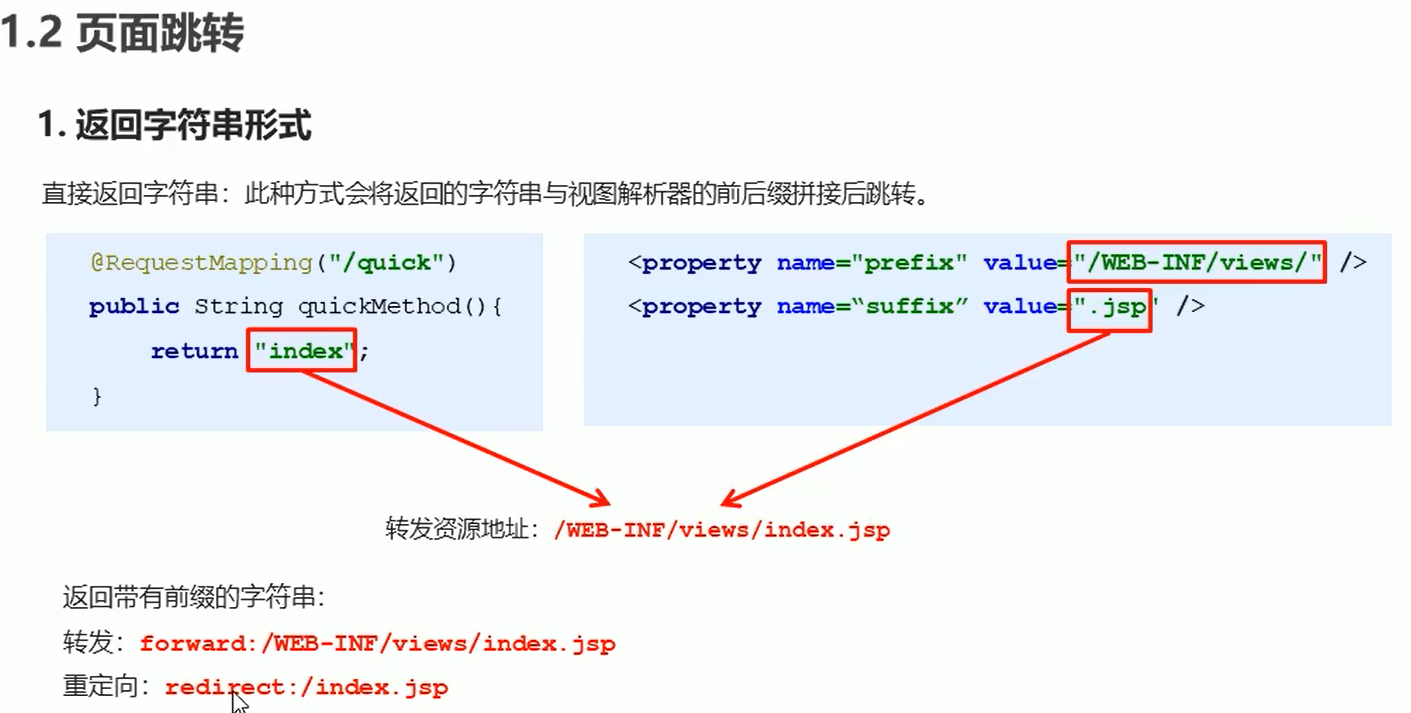 1.2 页面跳转
1. 返回字符串形式
直接返回字符串：此种方式会将返回的字符串与视图解析器的前后缀拼接后跳转。
@RequestMapping("/quick")
public String quickMethod(){
return "index";
}
<property name="prefix" value="/WEB-INF/views/" />
<property name=“suffix” value=".jsp" />
转发资源地址：/WEB-INF/views/index.jsp
返回带有前缀的字符串：
转发：forward:/WEB-INF/views/index.jsp
重定向：redirect:/index.jsp